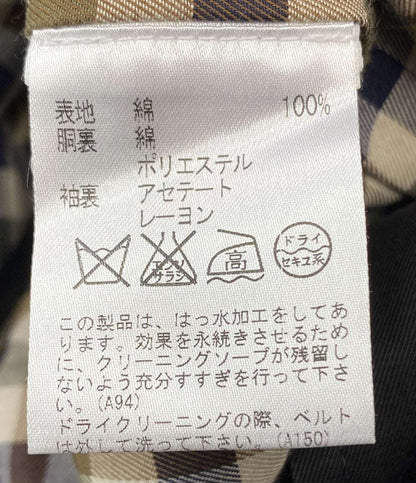 表地 綿 100%
胴裏 綿
ポリエステル
袖裏 アセテート
レーヨン
エンソ
サラシ
高
ドライ
セキユ系
この製品は、はっ水加工をしてあ
ります。効果を永続きさせるため
に、クリーニングソープが残留し
ないよう充分すすぎを行って下さ
い。(A94)
ドライクリーニングの際、ベルト
は外して洗って下さい。(A150)